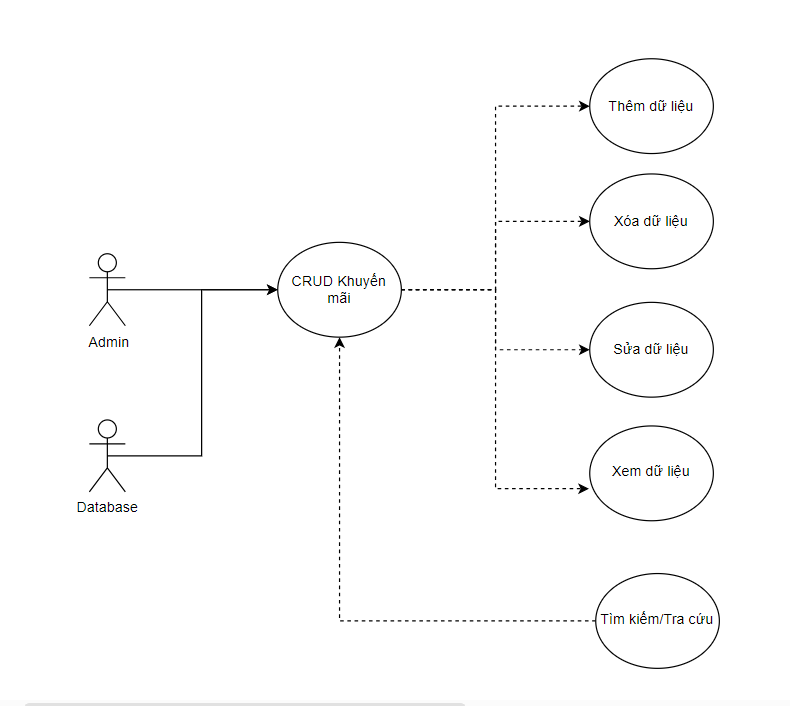 Thêm dữ liệu
Xóa dữ liệu
CRUD Khuyến
mãi
Admin
Sửa dữ liệu
Xem dữ liệu
Database
Tìm kiếm/Tra cứu